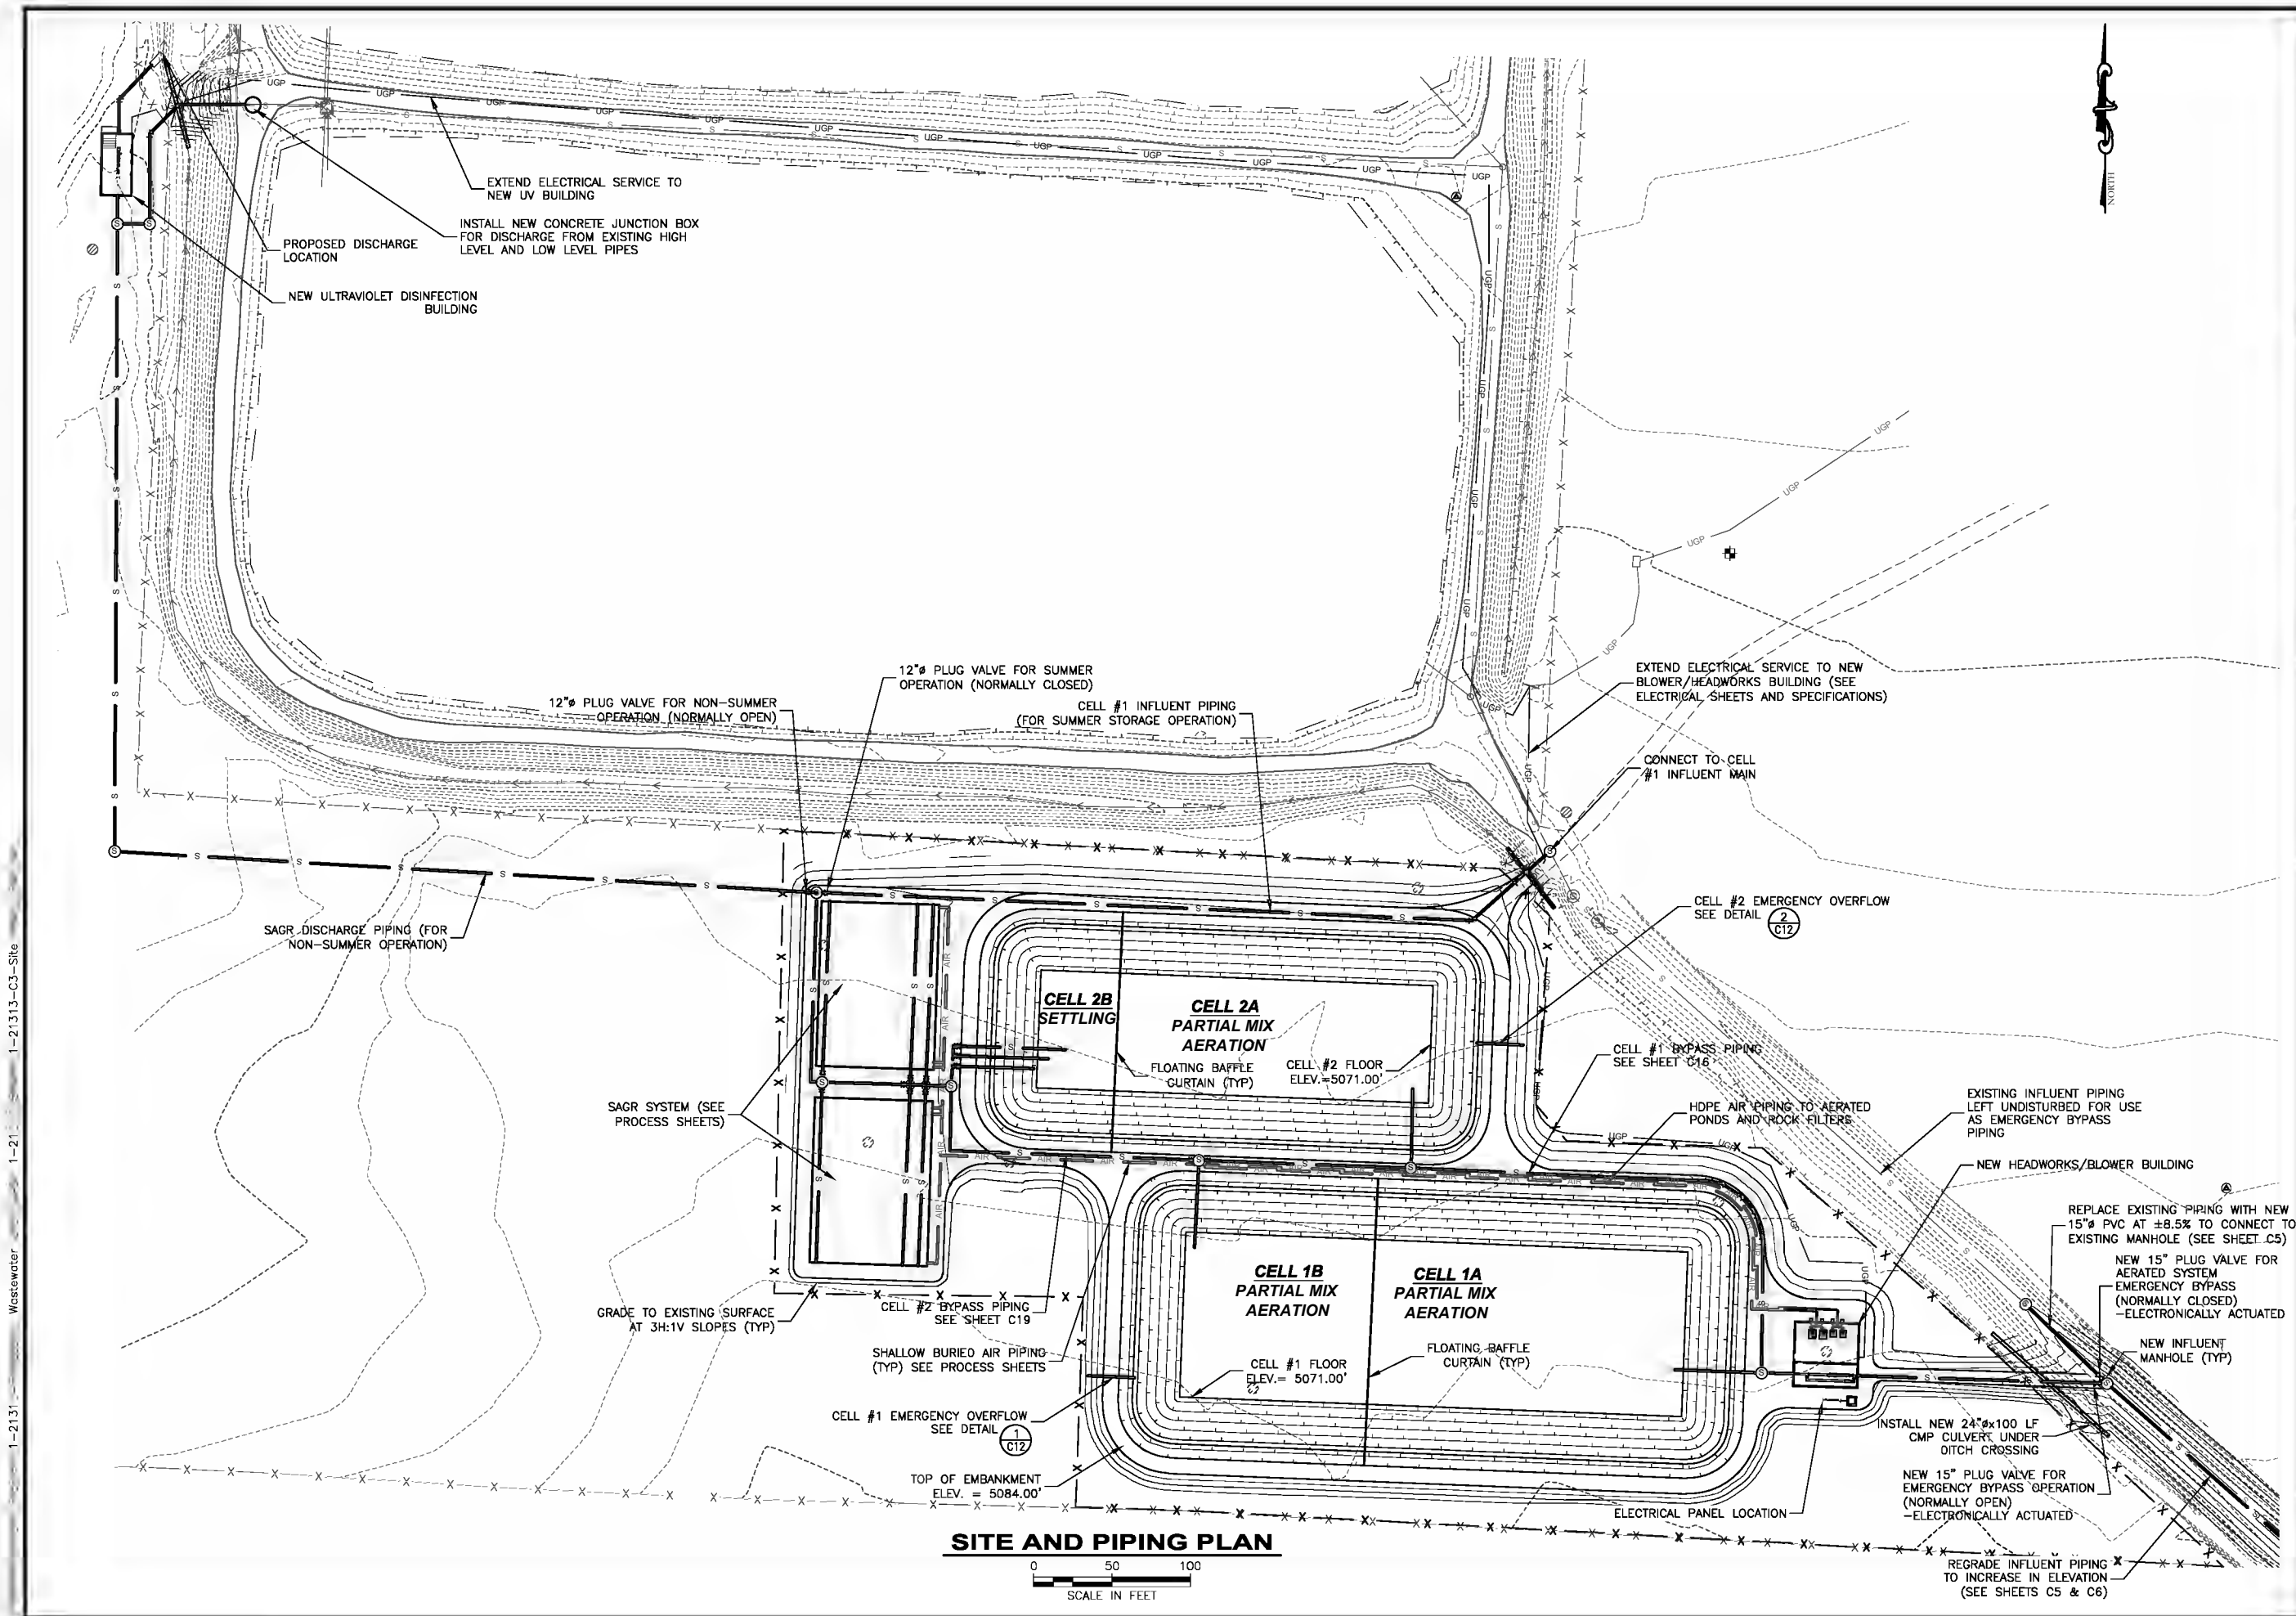 NORTH
UGP
EXTEND ELECTRICAL SERVICE TO
NEW UV BUILDING
INSTALL NEW CONCRETE JUNCTION BOX
FOR DISCHARGE FROM EXISTING HIGH
LEVEL AND LOW LEVEL PIPES
PROPOSED DISCHARGE
LOCATION
NEW ULTRAVIOLET DISINFECTION
BUILDING
12"ø PLUG VALVE FOR SUMMER
OPERATION (NORMALLY CLOSED)
12"ø PLUG VALVE FOR NON-SUMMER
OPERATION (NORMALLY OPEN)
CELL #1 INFLUENT PIPING
(FOR SUMMER STORAGE OPERATION)
EXTEND ELECTRICAL SERVICE TO NEW
BLOWER/HEADWORKS BUILDING (SEE
ELECTRICAL SHEETS AND SPECIFICATIONS)
CONNECT TO CELL
#1 INFLUENT MAIN
SAGR DISCHARGE PIPING (FOR
NON-SUMMER OPERATION)
CELL #2 EMERGENCY OVERFLOW
SEE DETAIL
2
C12
CELL 2B
SETTLING
CELL 2A
PARTIAL MIX
AERATION
FLOATING BAFFLE
CURTAIN (TYP)
CELL #2 FLOOR
ELEV.=5071.00'
CELL #1 BYPASS PIPING
SEE SHEET C16
SAGR SYSTEM (SEE
PROCESS SHEETS)
HDPE AIR PIPING TO AERATED
PONDS AND ROCK FILTERS
EXISTING INFLUENT PIPING
LEFT UNDISTURBED FOR USE
AS EMERGENCY BYPASS
PIPING
NEW HEADWORKS/BLOWER BUILDING
REPLACE EXISTING PIPING WITH NEW
15"ø PVC AT ±8.5% TO CONNECT TO
EXISTING MANHOLE (SEE SHEET C5)
NEW 15" PLUG VALVE FOR
AERATED SYSTEM
EMERGENCY BYPASS
(NORMALLY CLOSED)
-ELECTRONICALLY ACTUATED
NEW INFLUENT
MANHOLE (TYP)
CELL 1B
PARTIAL MIX
AERATION
CELL 1A
PARTIAL MIX
AERATION
GRADE TO EXISTING SURFACE
AT 3H:1V SLOPES (TYP)
CELL #2 BYPASS PIPING
SEE SHEET C19
SHALLOW BURIED AIR PIPING
(TYP) SEE PROCESS SHEETS
CELL #1 FLOOR
ELEV.= 5071.00'
FLOATING BAFFLE
CURTAIN (TYP)
CELL #1 EMERGENCY OVERFLOW
SEE DETAIL
1
C12
INSTALL NEW 24"øx100 LF
CMP CULVERT UNDER
DITCH CROSSING
TOP OF EMBANKMENT
ELEV. = 5084.00'
NEW 15" PLUG VALVE FOR
EMERGENCY BYPASS OPERATION
(NORMALLY OPEN)
-ELECTRONICALLY ACTUATED
ELECTRICAL PANEL LOCATION
REGRADE INFLUENT PIPING
TO INCREASE IN ELEVATION
(SEE SHEETS C5 & C6)
SITE AND PIPING PLAN
0 50 100
SCALE IN FEET
Wastewater
1-21313-C3-Site